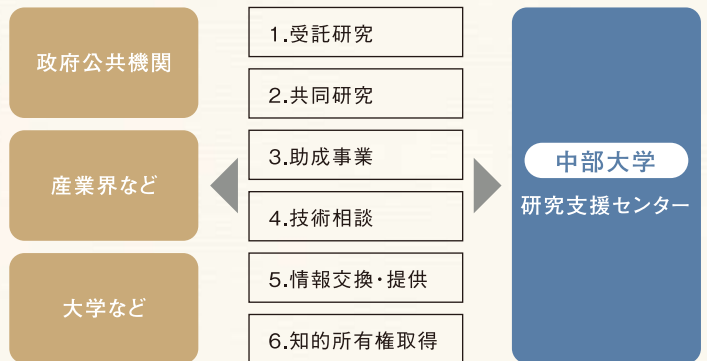 政府公共機関
産業界など
大学など
1.受託研究
2.共同研究
3.助成事業
4.技術相談
5.情報交換・提供
6.知的所有権取得
中部大学
研究支援センター